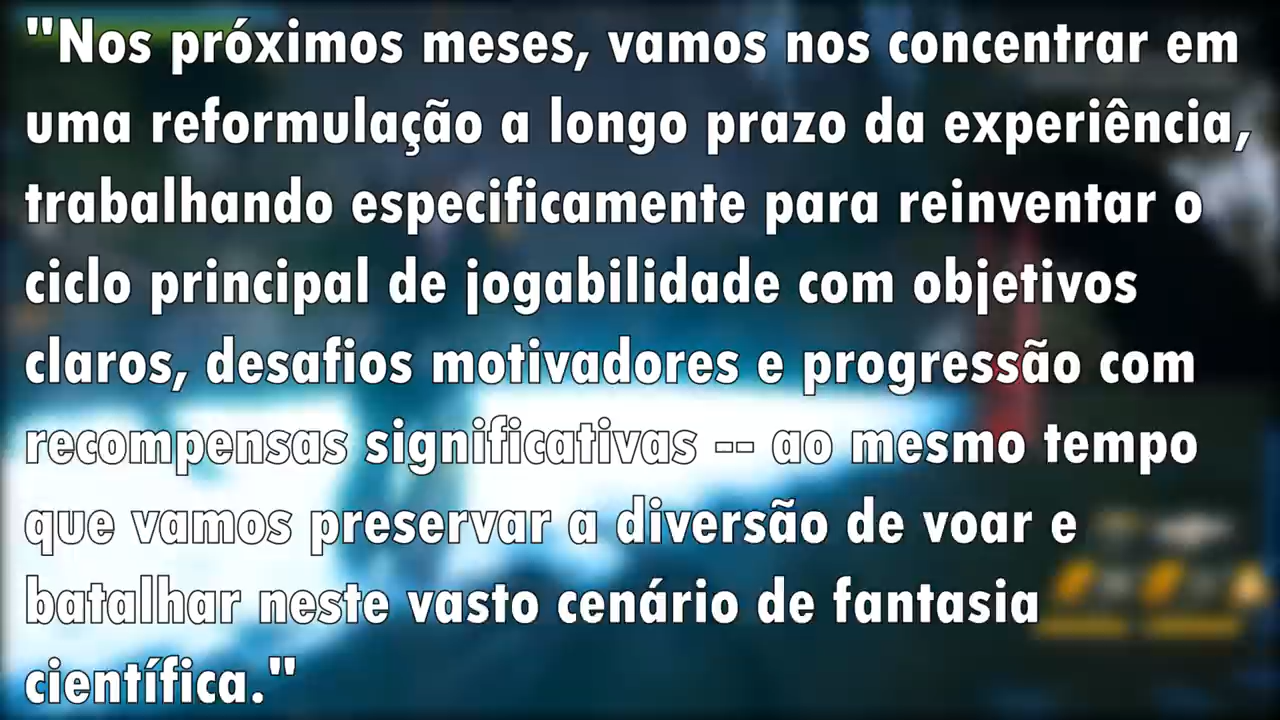 "Nos próximos meses, vamos nos concentrar em
uma reformulação a longo prazo da experiência,
trabalhando especificamente para reinventar o
ciclo principal de jogabilidade com objetivos
claros, desafios motivadores e progressão com
recompensas significativas -- ao mesmo tempo
que vamos preservar a diversão de voar e
batalhar neste vasto cenário de fantasia
científica."